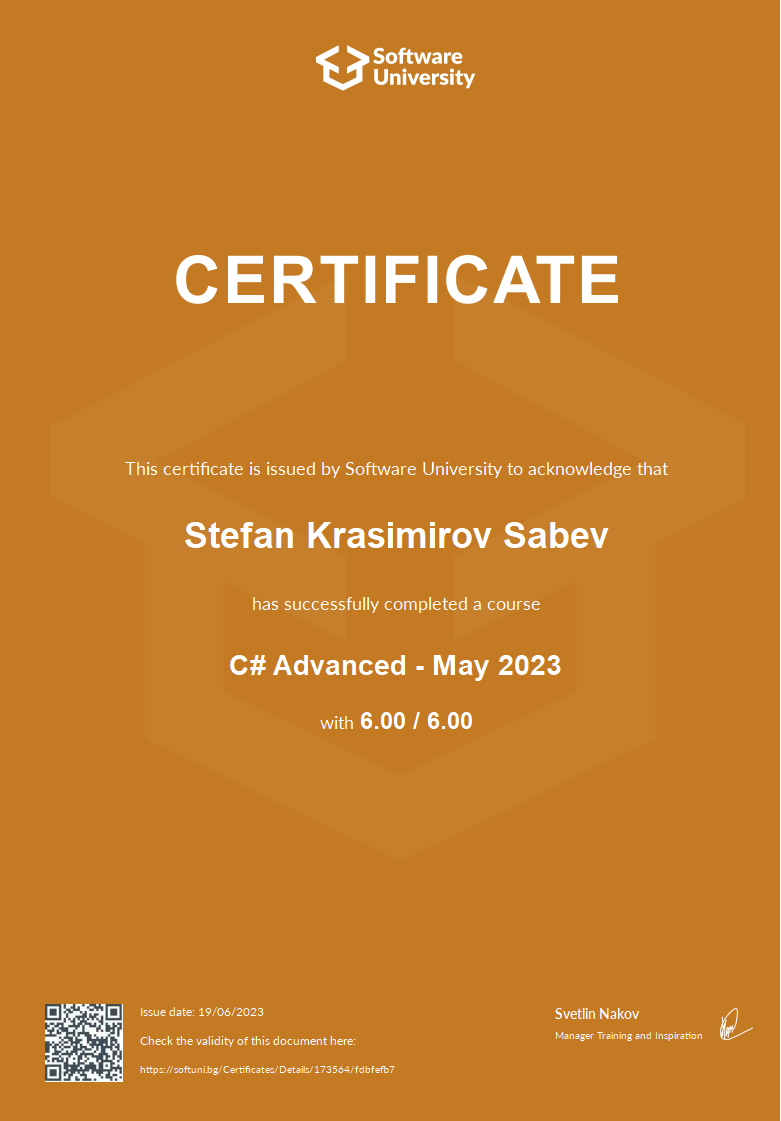 Software
University
CERTIFICATE
This certificate is issued by Software University to acknowledge that
Stefan Krasimirov Sabev
has successfully completed a course
C# Advanced - May 2023
with 6.00 / 6.00
Issue date: 19/06/2023
Check the validity of this document here:
https://softuni.bg/Certificates/Details/173564/fdbfefb7
Svetlin Nakov
Manager Training and Inspiration